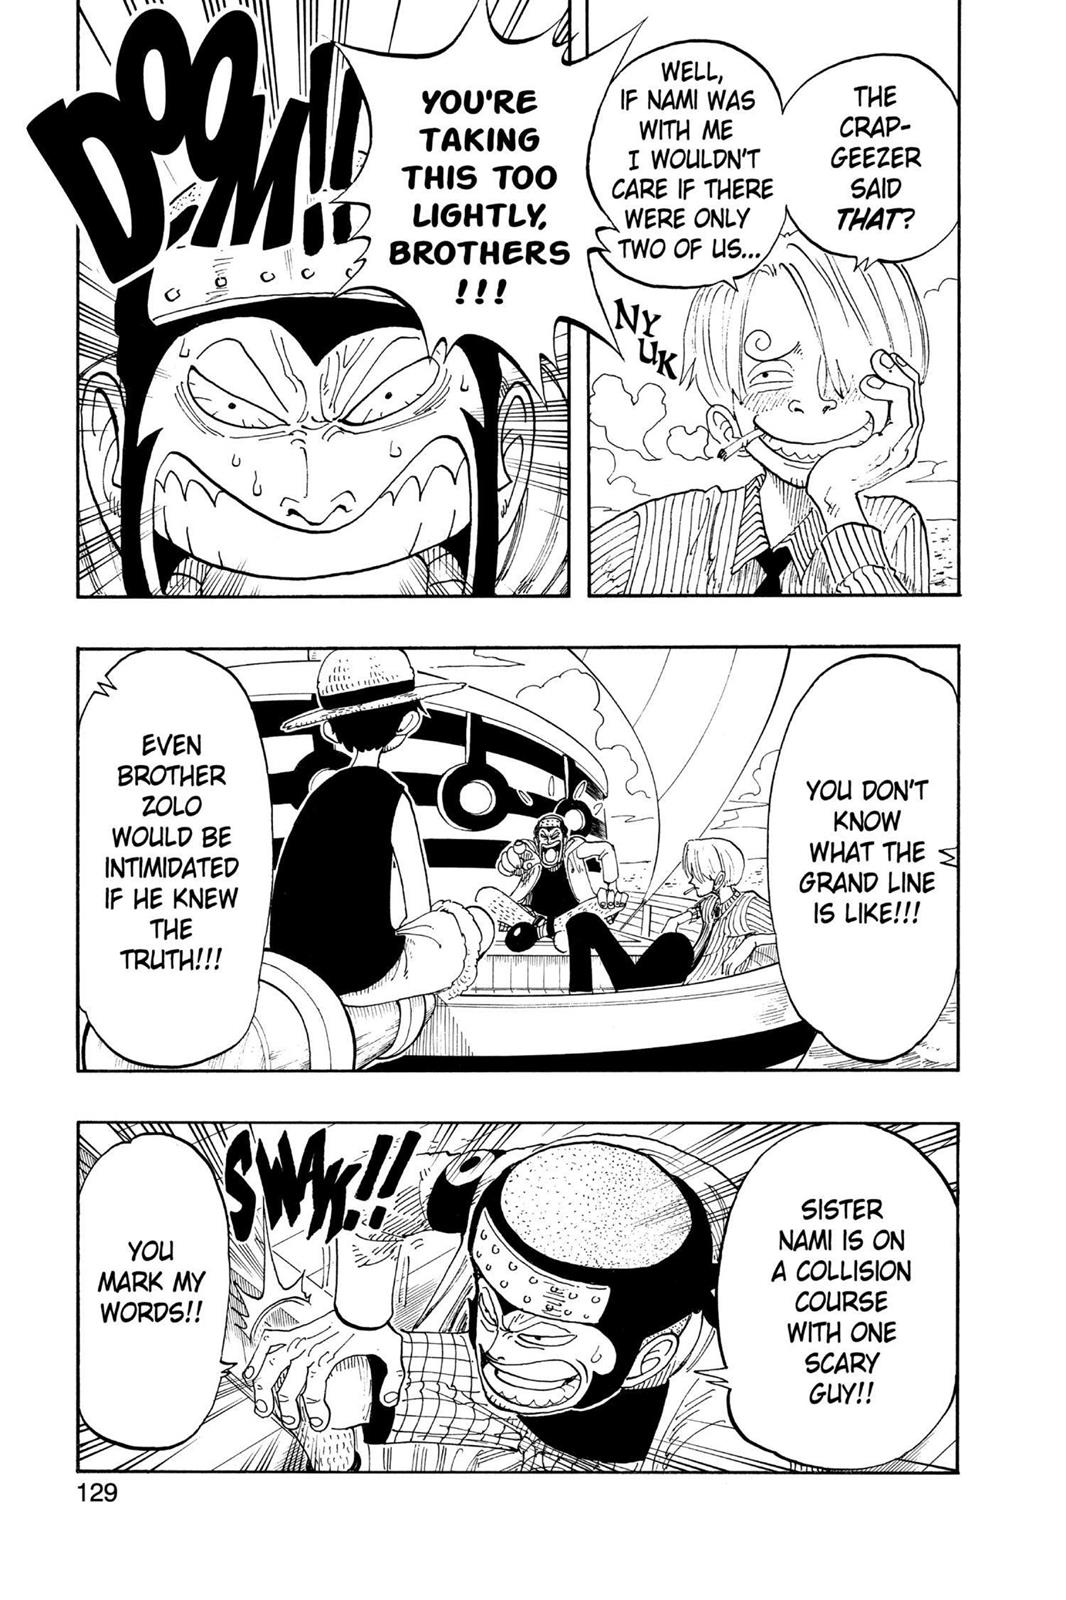 THE
CRAP-
GEEZER
SAID
THAT?
WELL,
IF NAMI WAS
WITH ME
I WOULDN'T
CARE IF THERE
WERE ONLY
TWO OF US...
NYUK
YOU'RE
TAKING
THIS TOO
LIGHTLY,
BROTHERS
!!!
DOOM!!
YOU DON'T
KNOW
WHAT THE
GRAND LINE
IS LIKE!!!
EVEN
BROTHER
ZOLO
WOULD BE
INTIMIDATED
IF HE KNEW
THE
TRUTH!!!
SISTER
NAMI IS ON
A COLLISION
COURSE
WITH ONE
SCARY
GUY!!
SWAK!!
YOU
MARK MY
WORDS!!
129